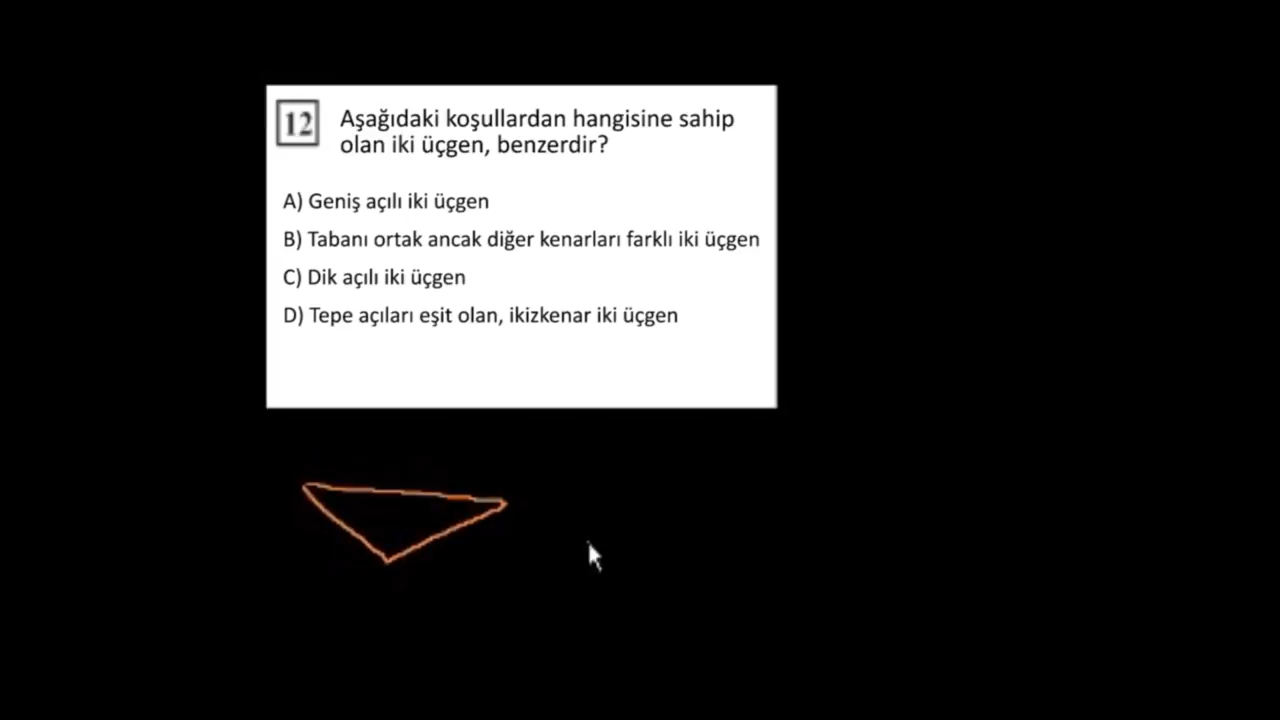 12
Aşağıdaki koşullardan hangisine sahip
olan iki üçgen, benzerdir?
A) Geniş açılı iki üçgen
B) Tabanı ortak ancak diğer kenarları farklı iki üçgen
C) Dik açılı iki üçgen
D) Tepe açıları eşit olan, ikizkenar iki üçgen